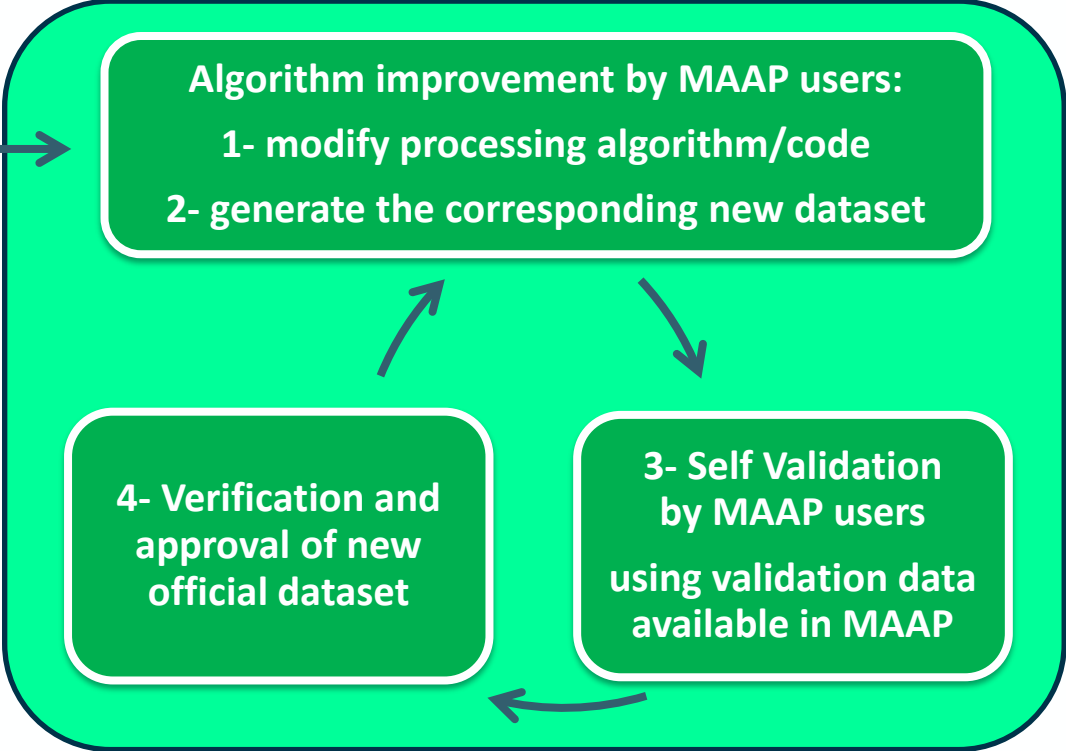 Algorithm improvement by MAAP users:
1- modify processing algorithm/code
2- generate the corresponding new dataset
4- Verification and
approval of new
official dataset
3- Self Validation
by MAAP users
using validation data
available in MAAP